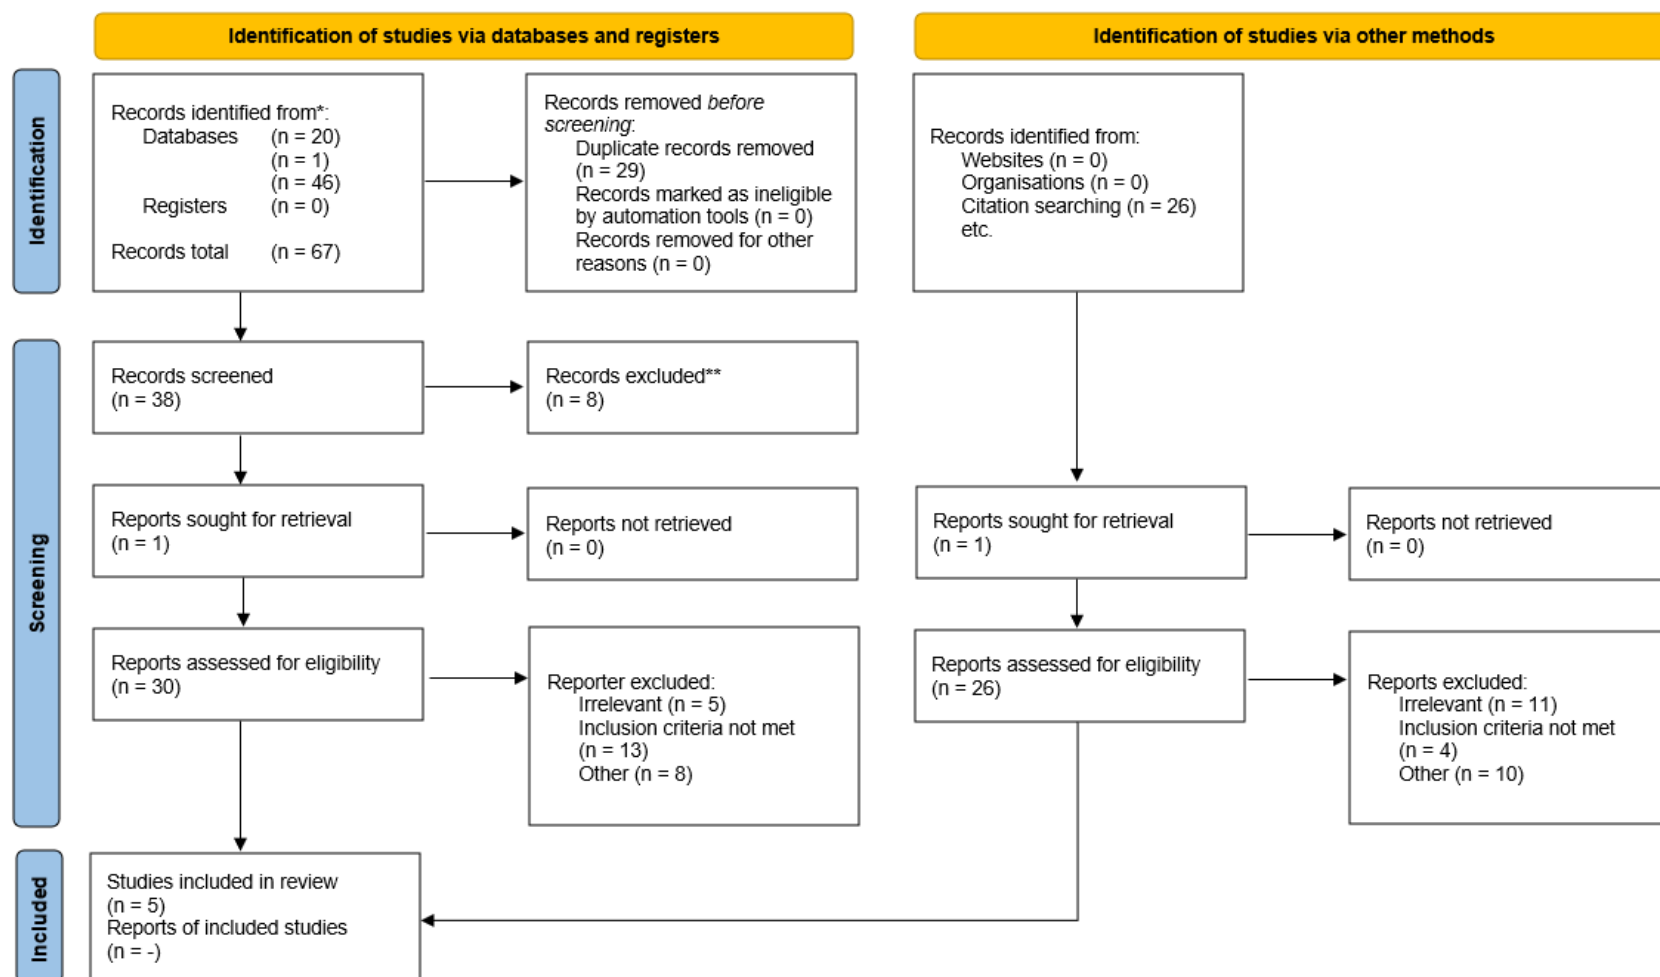 Identification of studies via databases and registers
Identification of studies via other methods
Identification
Records identified from*:
Databases (n = 20)
(n = 1)
(n = 46)
Registers (n = 0)
Records total (n = 67)
Records removed before
screening:
Duplicate records removed
(n = 29)
Records marked as ineligible
by automation tools (n = 0)
Records removed for other
reasons (n = 0)
Records identified from:
Websites (n = 0)
Organisations (n = 0)
Citation searching (n = 26)
etc.
Screening
Records screened
(n = 38)
Records excluded**
(n = 8)
Reports sought for retrieval
(n = 1)
Reports not retrieved
(n = 0)
Reports sought for retrieval
(n = 1)
Reports not retrieved
(n = 0)
Reports assessed for eligibility
(n = 30)
Reporter excluded:
Irrelevant (n = 5)
Inclusion criteria not met
(n = 13)
Other (n = 8)
Reports assessed for eligibility
(n = 26)
Reports excluded:
Irrelevant (n = 11)
Inclusion criteria not met
(n = 4)
Other (n = 10)
Included
Studies included in review
(n = 5)
Reports of included studies
(n = -)